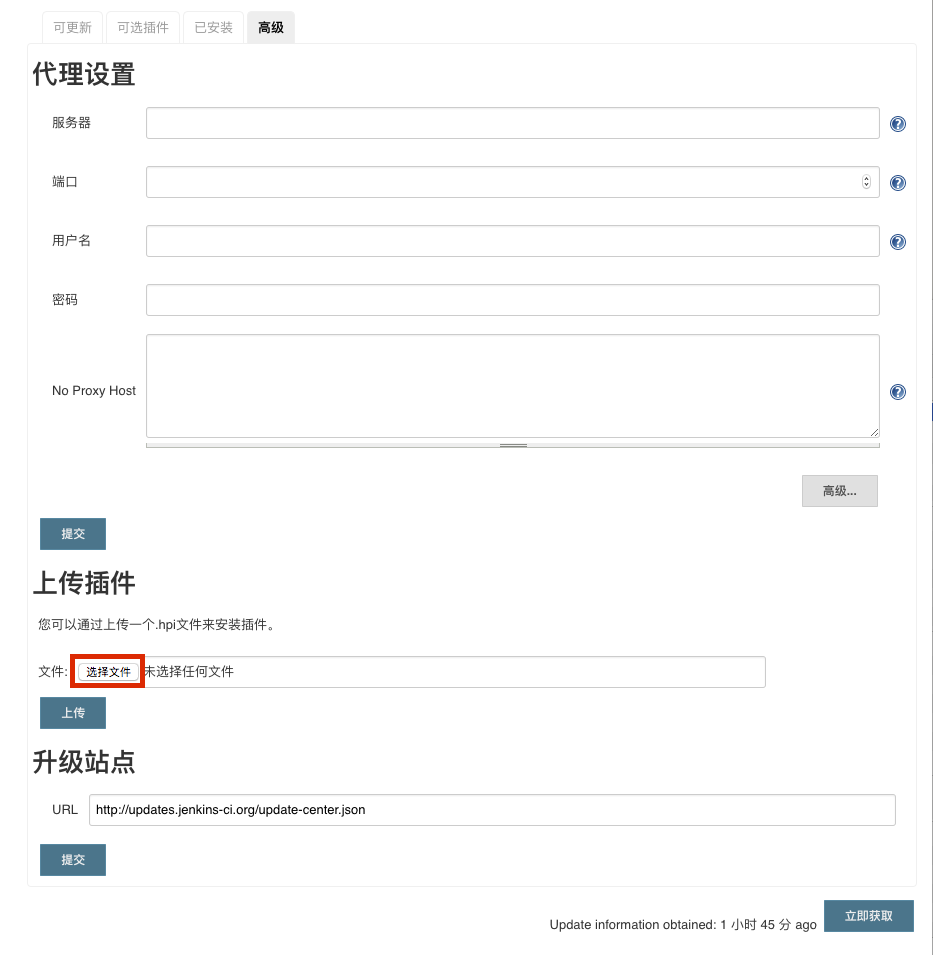 可更新 可选插件 已安装 高级
代理设置
服务器
端口
用户名
密码
No Proxy Host
高级...
提交
上传插件
您可以通过上传一个.hpi文件来安装插件。
文件: 选择文件 未选择任何文件
上传
升级站点
URL http://updates.jenkins-ci.org/update-center.json
提交
Update information obtained: 1 小时 45 分 ago 立即获取